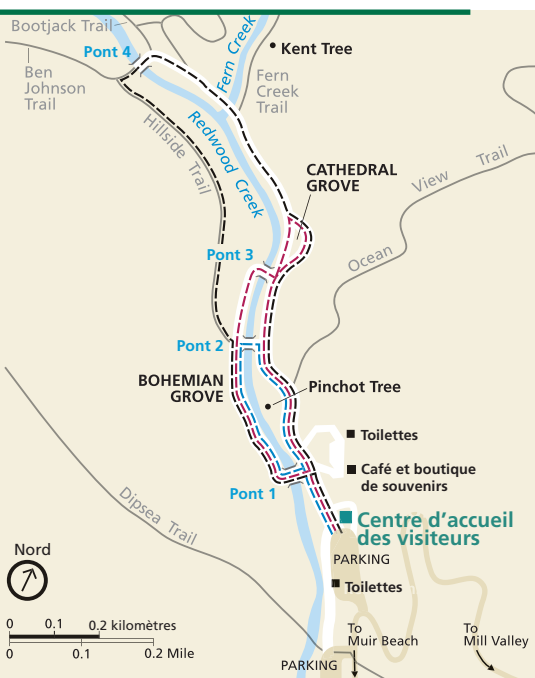 Bootjack Trail
Pont 4
Fern Creek
Kent Tree
Ben
Johnson
Trail
Fern
Creek
Trail
Hillside Trail
Redwood Creek
CATHEDRAL
GROVE
Ocean View Trail
Pont 3
Pont 2
BOHEMIAN
GROVE
Pinchot Tree
Toilettes
Café et boutique
de souvenirs
Pont 1
Dipsea Trail
Centre d’accueil
des visiteurs
PARKING
Nord
Toilettes
0 0.1 0.2 kilomètres
0 0.1 0.2 Mile
To
Muir Beach
To
Mill Valley
PARKING